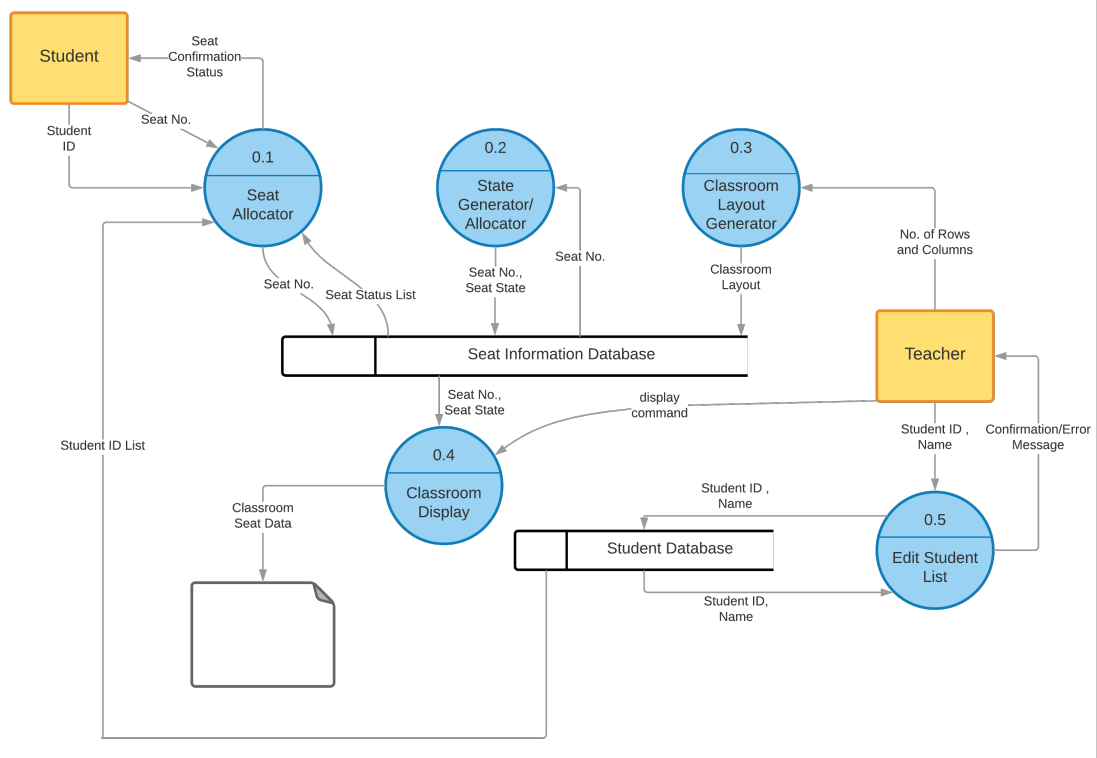 Student
Seat
Confirmation
Status
Seat No.
Student
ID
0.1
Seat
Allocator
0.2
State
Generator/
Allocator
0.3
Classroom
Layout
Generator
No. of Rows
and Columns
Seat No.
Seat Status List
Seat No.,
Seat State
Seat No.
Classroom
Layout
Seat Information Database
Teacher
Seat No.,
Seat State
display
command
Student ID ,
Name
Confirmation/Error
Message
Student ID List
0.4
Classroom
Display
Classroom
Seat Data
Student ID ,
Name
0.5
Edit Student
List
Student Database
Student ID,
Name